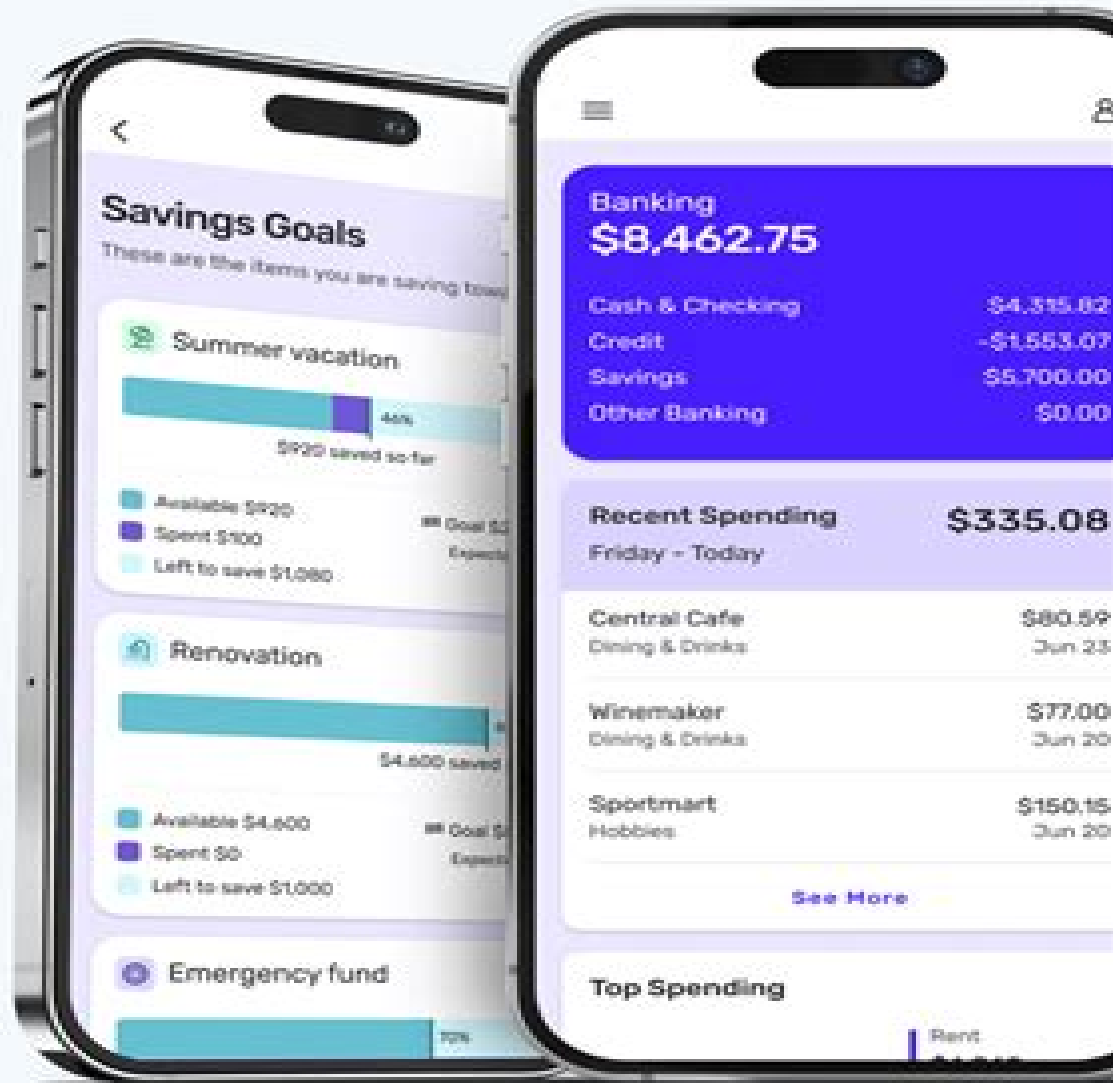 Savings Goals
These are the items you are saving
Summer vacation
46%
$920 saved so far
Available $920
Goal
Spent $100
Left to save $1,080
Renovation
$4,600 saved
Available $4,600
Goal
Spent $0
Left to save $1,000
Emergency fund
70%
Banking
$8,462.75
Cash & Checking $4,315.82
Credit -$1,553.07
Savings $5,700.00
Other Banking $0.00
Recent Spending $335.08
Friday - Today
Central Cafe $80.59
Dining & Drinks Jun 23
Winemaker $77.00
Dining & Drinks Jun 20
Sportmart $150.15
Hobbies Jun 20
See More
Top Spending
Rent